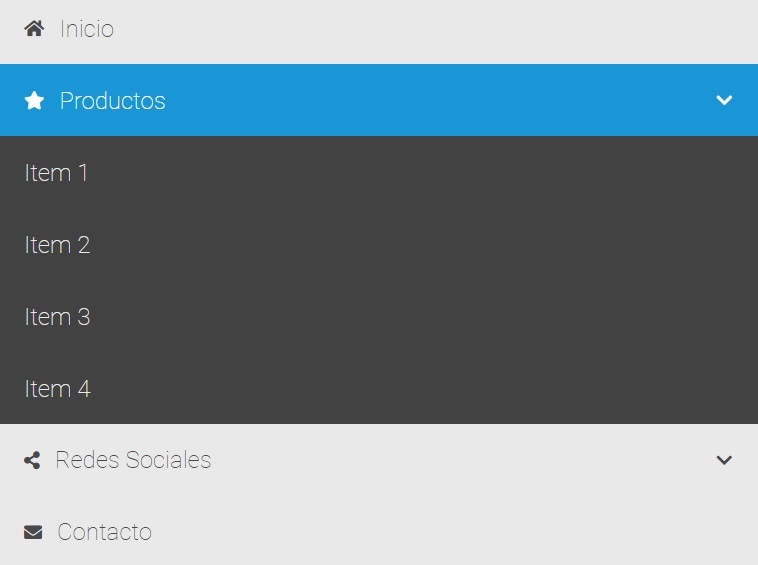 Inicio
Productos
Item 1
Item 2
Item 3
Item 4
Redes Sociales
Contacto